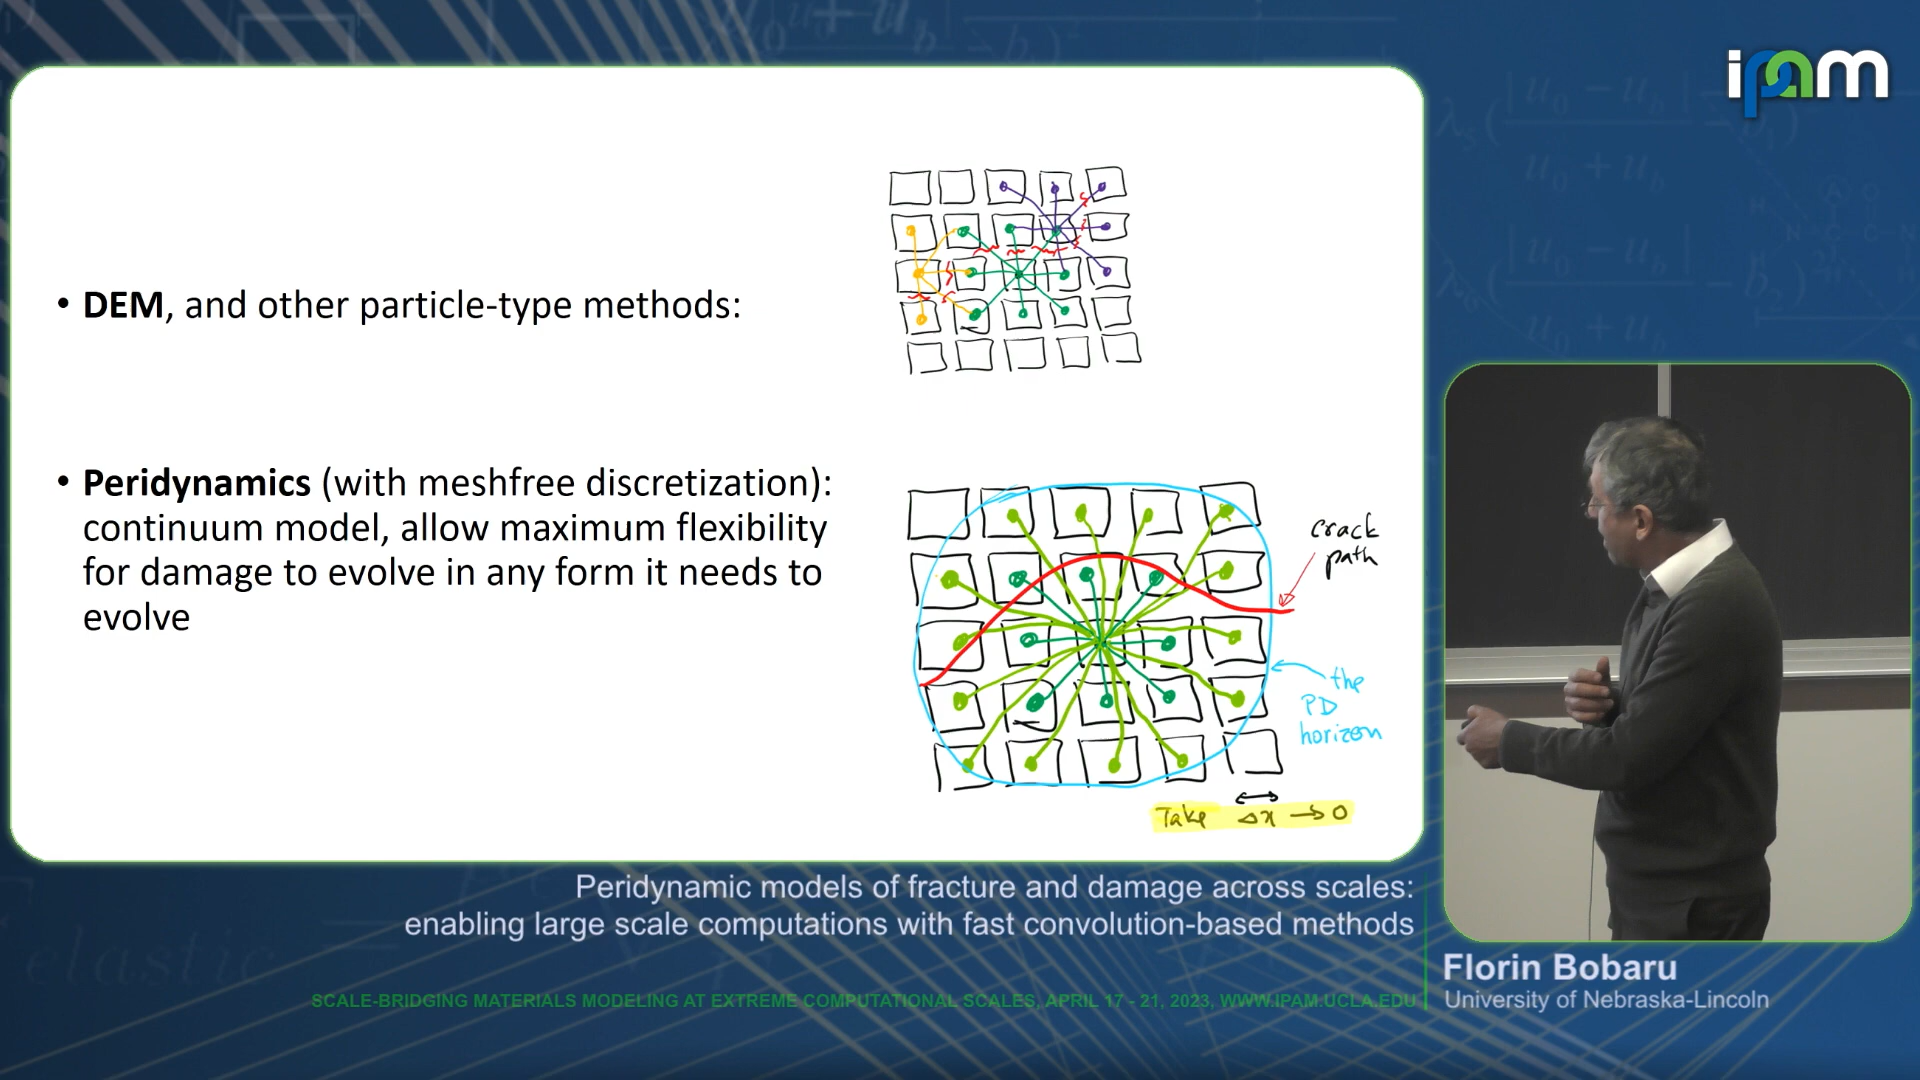 ipam
• DEM, and other particle-type methods:
• Peridynamics (with meshfree discretization):
continuum model, allow maximum flexibility
for damage to evolve in any form it needs to
evolve
crack
path
the
PD
horizon
Take Δx → 0
Peridynamic models of fracture and damage across scales:
enabling large scale computations with fast convolution-based methods
SCALE-BRIDGING MATERIALS MODELING AT EXTREME COMPUTATIONAL SCALES, APRIL 17 - 21, 2023, WWW.IPAM.UCLA.EDU
Florin Bobaru
University of Nebraska-Lincoln
elastic